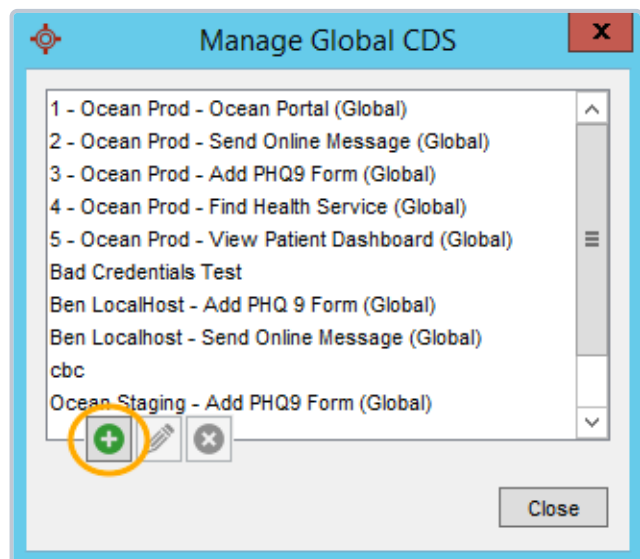 Manage Global CDS
x
1 - Ocean Prod - Ocean Portal (Global)
2 - Ocean Prod - Send Online Message (Global)
3 - Ocean Prod - Add PHQ9 Form (Global)
4 - Ocean Prod - Find Health Service (Global)
5 - Ocean Prod - View Patient Dashboard (Global)
Bad Credentials Test
Ben LocalHost - Add PHQ 9 Form (Global)
Ben Localhost - Send Online Message (Global)
cbc
Ocean Staging - Add PHQ9 Form (Global)
Close